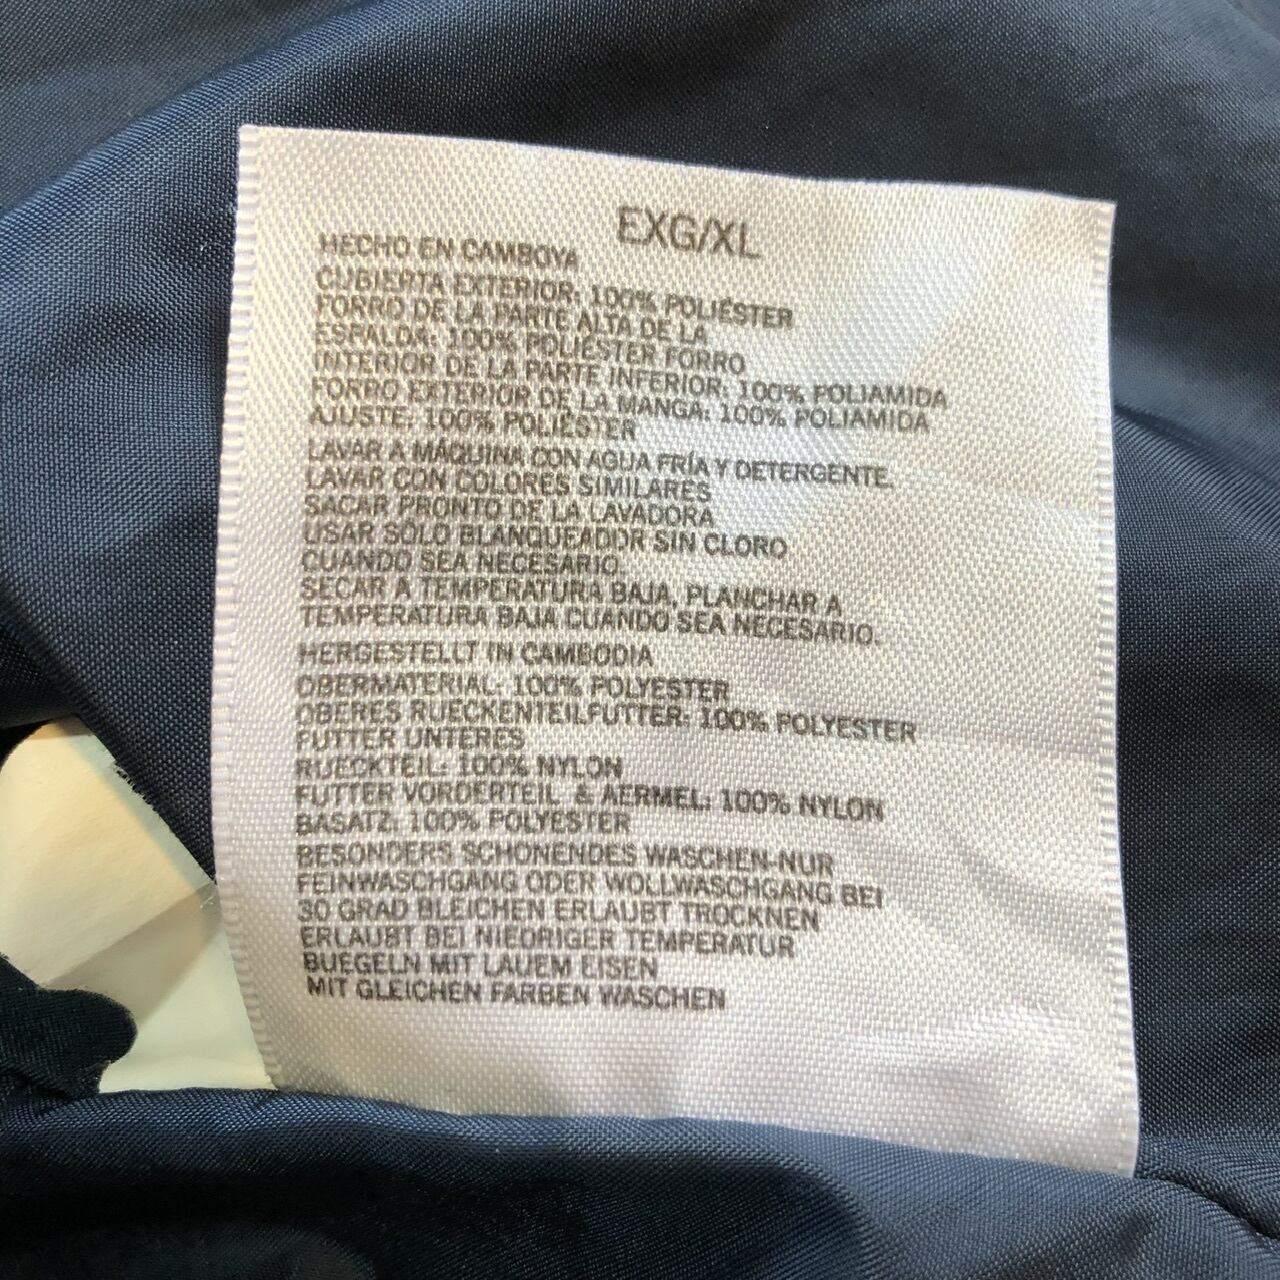 EXG/XL
HECHO EN CAMBOYA
CUBIERTA EXTERIOR: 100% POLIÉSTER
FORRO DE LA PARTE ALTA DE LA
ESPALDA: 100% POLIÉSTER FORRO
INTERIOR DE LA PARTE INFERIOR: 100% POLIAMIDA
FORRO EXTERIOR DE LA MANGA: 100% POLIAMIDA
AJUSTE: 100% POLIÉSTER
LAVAR A MÁQUINA CON AGUA FRÍA Y DETERGENTE.
LAVAR CON COLORES SIMILARES
SACAR PRONTO DE LA LAVADORA
USAR SÓLO BLANQUEADOR SIN CLORO
CUANDO SEA NECESARIO.
SECAR A TEMPERATURA BAJA, PLANCHAR A
TEMPERATURA BAJA CUANDO SEA NECESARIO.
HERGESTELLT IN CAMBODIA
OBERMATERIAL: 100% POLYESTER
OBERES RUECKENTEILFUTTER: 100% POLYESTER
FUTTER UNTERES
RUECKTEIL: 100% NYLON
FUTTER VORDERTEIL & AERMEL: 100% NYLON
BASATZ: 100% POLYESTER
BESONDERS SCHONENDES WASCHEN-NUR
FEINWASCHGANG ODER WOLLWASCHGANG BEI
30 GRAD BLEICHEN ERLAUBT TROCKNEN
ERLAUBT BEI NIEDRIGER TEMPERATUR
BUEGELN MIT LAUEM EISEN
MIT GLEICHEN FARBEN WASCHEN